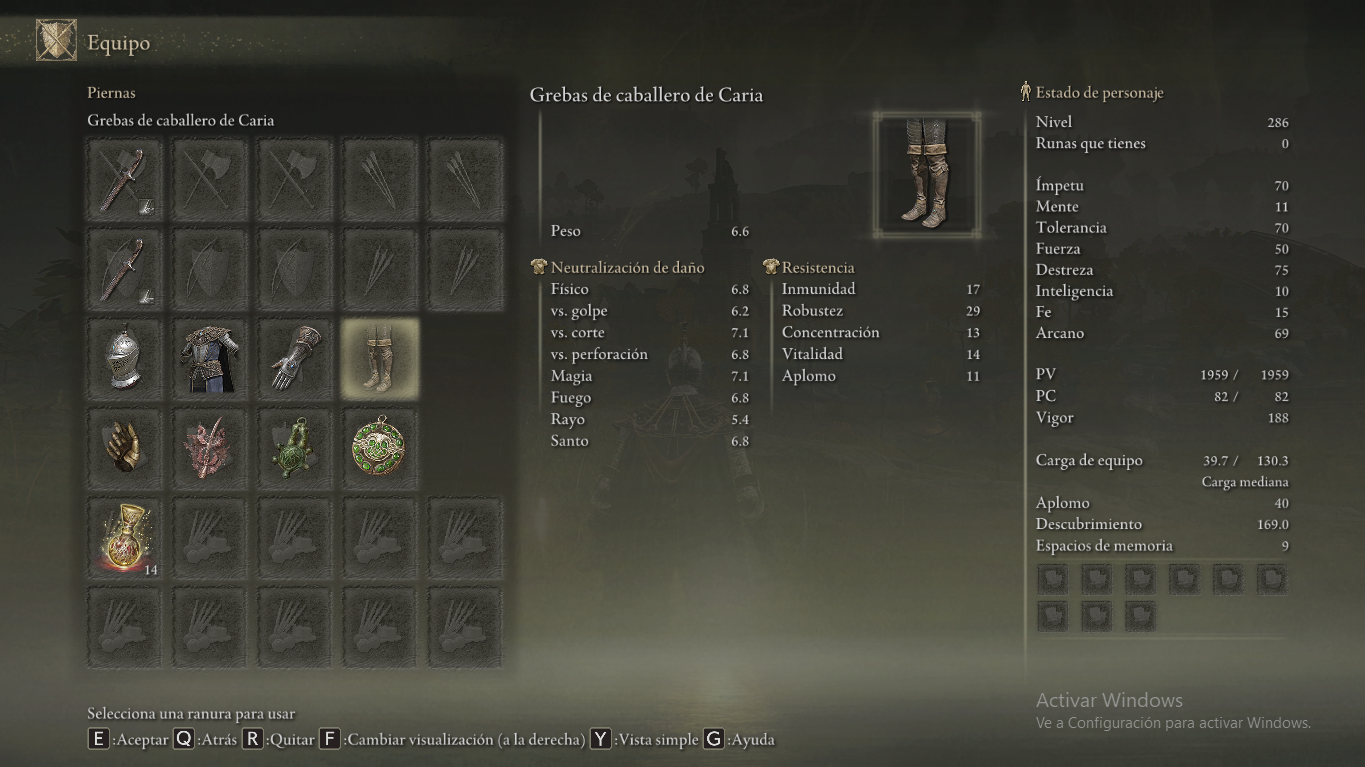 Equipo
Piernas
Grebas de caballero de Caria
14
Selecciona una ranura para usar
E :Aceptar Q :Atrás R :Quitar F :Cambiar visualización (a la derecha) Y :Vista simple G :Ayuda
Grebas de caballero de Caria
Peso 6.6
Neutralización de daño
Físico 6.8
vs. golpe 6.2
vs. corte 7.1
vs. perforación 6.8
Magia 7.1
Fuego 6.8
Rayo 5.4
Santo 6.8
Resistencia
Inmunidad 17
Robustez 29
Concentración 13
Vitalidad 14
Aplomo 11
Estado de personaje
Nivel 286
Runas que tienes 0
Ímpetu 70
Mente 11
Tolerancia 70
Fuerza 50
Destreza 75
Inteligencia 10
Fe 15
Arcano 69
PV 1959 / 1959
PC 82 / 82
Vigor 188
Carga de equipo 39.7 / 130.3
Carga mediana
Aplomo 40
Descubrimiento 169.0
Espacios de memoria 9
Activar Windows
Ve a Configuración para activar Windows.